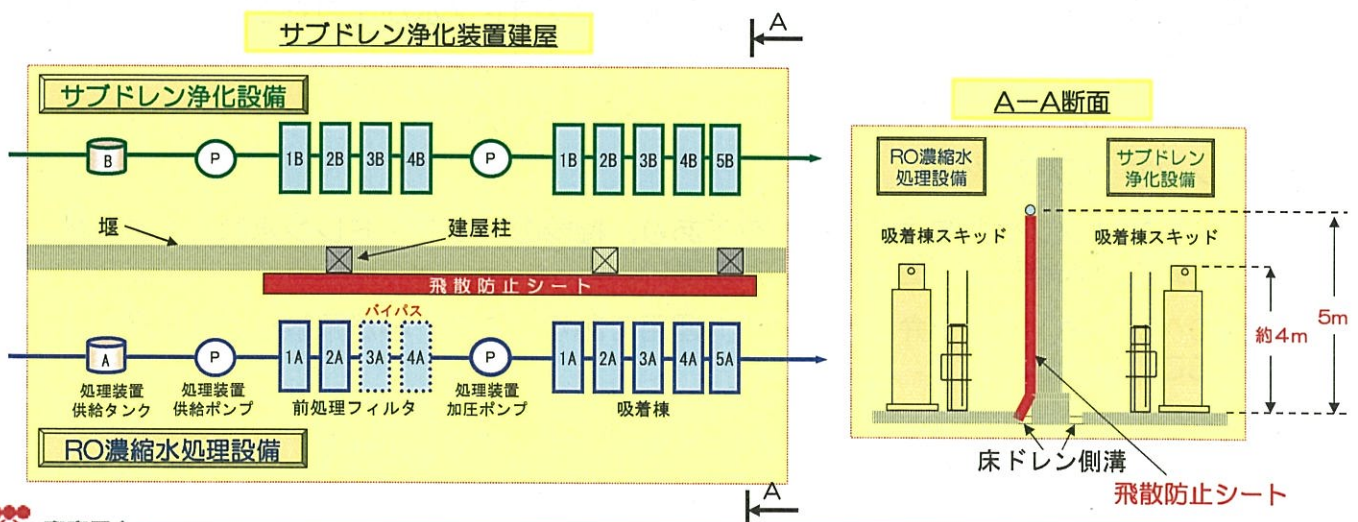 サブドレン浄化装置建屋
A
サブドレン浄化設備
B
P
1B
2B
3B
4B
P
1B
2B
3B
4B
5B
堰
建屋柱
飛散防止シート
バイパス
A
P
1A
2A
3A
4A
P
1A
2A
3A
4A
5A
処理装置
供給タンク
処理装置
供給ポンプ
前処理フィルタ
処理装置
加圧ポンプ
吸着棟
RO濃縮水処理設備
A
A－A断面
RO濃縮水
処理設備
サブドレン
浄化設備
吸着棟スキッド
吸着棟スキッド
約4m
5m
床ドレン側溝
飛散防止シート